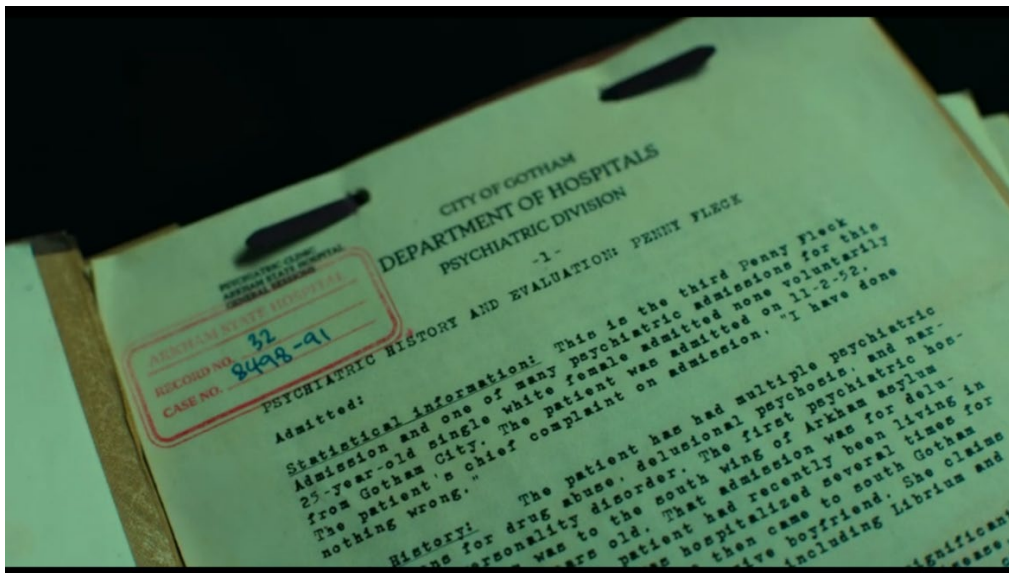 CITY OF GOTHAM
DEPARTMENT OF HOSPITALS
PSYCHIATRIC DIVISION
-1-
PSYCHIATRIC CLINIC
ARKHAM STATE HOSPITAL
GENERAL SESSIONS
ARKHAM STATE HOSPITAL
RECORD NO. 32
CASE NO. 8498-91
PSYCHIATRIC HISTORY AND EVALUATION: PENNY FLECK
Admitted:
Statistical information: This is the third Penny Fleck
Admission and one of many psychiatric admissions for this
25-year-old single white female admitted none voluntarily
from Gotham City. The patient was admitted on 11-2-52.
The patient's chief complaint on admission. "I have done
nothing wrong."
History: The patient has had multiple psychiatric
for drug abuse, delusional psychosis, and nar-
personality disorder. The first psychiatric hos-
was to the south wing of Arkham asylum
old. That admission was for delu-
patient had recently been living in
hospitalized several times for
then came to south Gotham
boyfriend. She claims
including Librium and